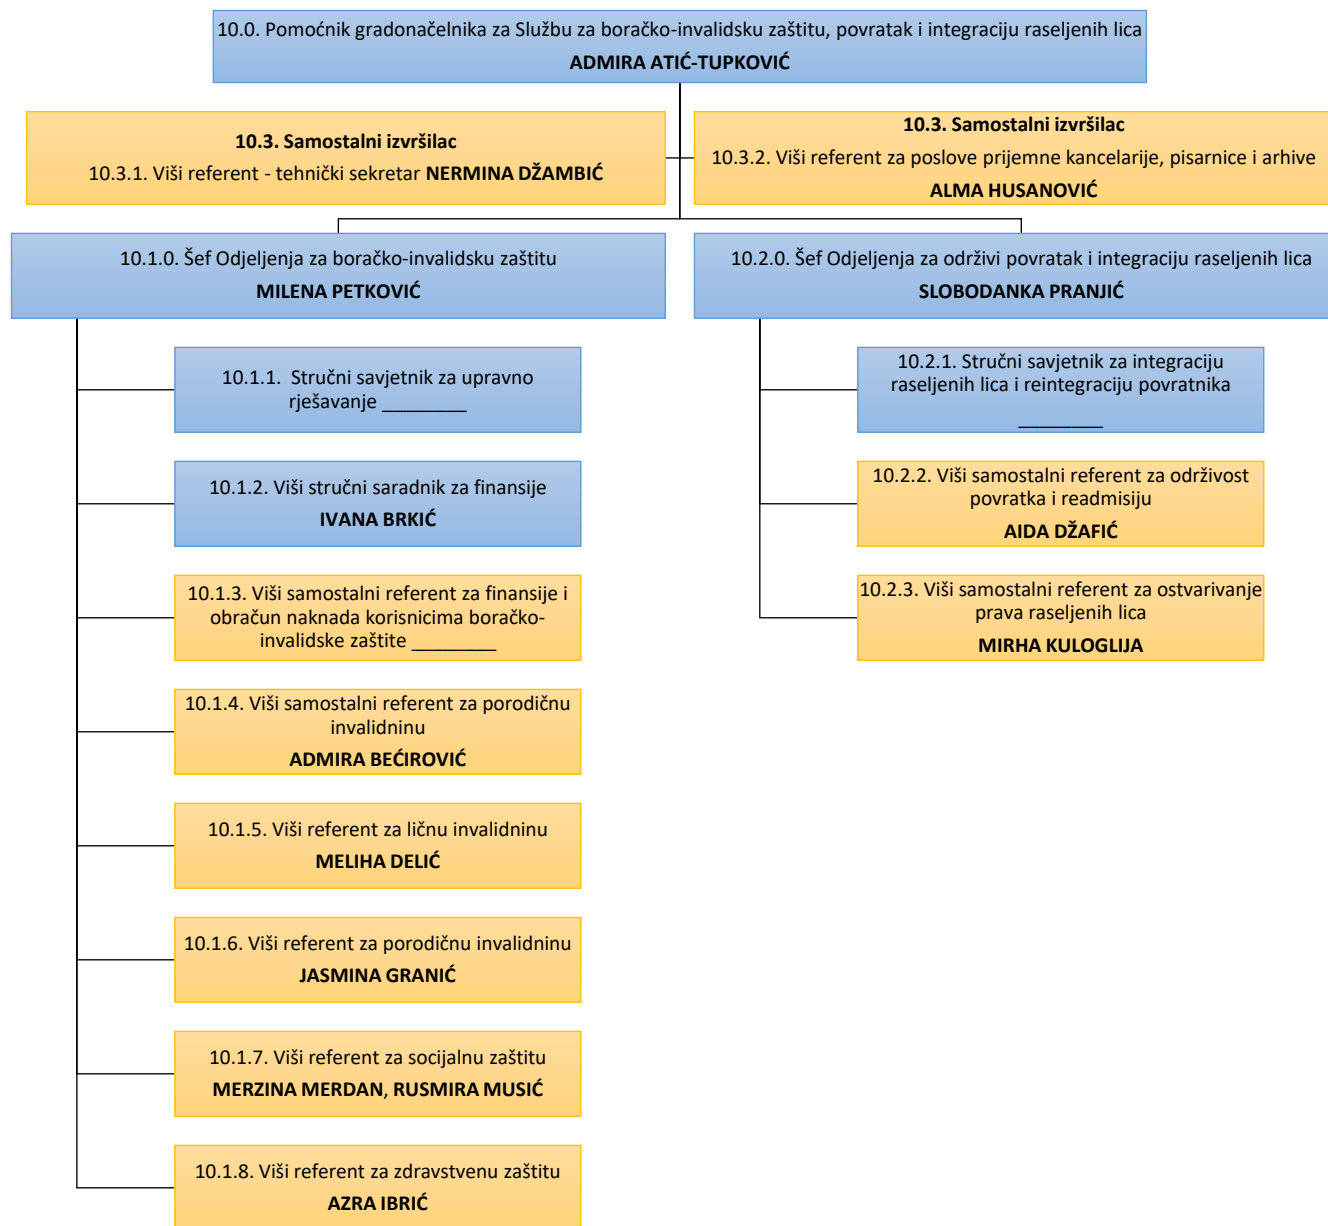 10.0. Pomoćnik gradonačelnika za Službu za boračko-invalidsku zaštitu, povratak i integraciju raseljenih lica
ADMIRA ATIĆ-TUPKOVIĆ
10.3. Samostalni izvršilac
10.3.1. Viši referent - tehnički sekretar NERMINA DŽAMBIĆ
10.3. Samostalni izvršilac
10.3.2. Viši referent za poslove prijemne kancelarije, pisarnice i arhive
ALMA HUSANOVIĆ
10.1.0. Šef Odjeljenja za boračko-invalidsku zaštitu
MILENA PETKOVIĆ
10.1.1. Stručni savjetnik za upravno
rješavanje ________
10.1.2. Viši stručni saradnik za finansije
IVANA BRKIĆ
10.1.3. Viši samostalni referent za finansije i
obračun naknada korisnicima boračko-
invalidske zaštite ________
10.1.4. Viši samostalni referent za porodičnu
invalidninu
ADMIRA BEĆIROVIĆ
10.1.5. Viši referent za ličnu invalidninu
MELIHA DELIĆ
10.1.6. Viši referent za porodičnu invalidninu
JASMINA GRANIĆ
10.1.7. Viši referent za socijalnu zaštitu
MERZINA MERDAN, RUSMIRA MUSIĆ
10.1.8. Viši referent za zdravstvenu zaštitu
AZRA IBRIĆ
10.2.0. Šef Odjeljenja za održivi povratak i integraciju raseljenih lica
SLOBODANKA PRANJIĆ
10.2.1. Stručni savjetnik za integraciju
raseljenih lica i reintegraciju povratnika
________
10.2.2. Viši samostalni referent za održivost
povratka i readmisiju
AIDA DŽAFIĆ
10.2.3. Viši samostalni referent za ostvarivanje
prava raseljenih lica
MIRHA KULOGLIJA